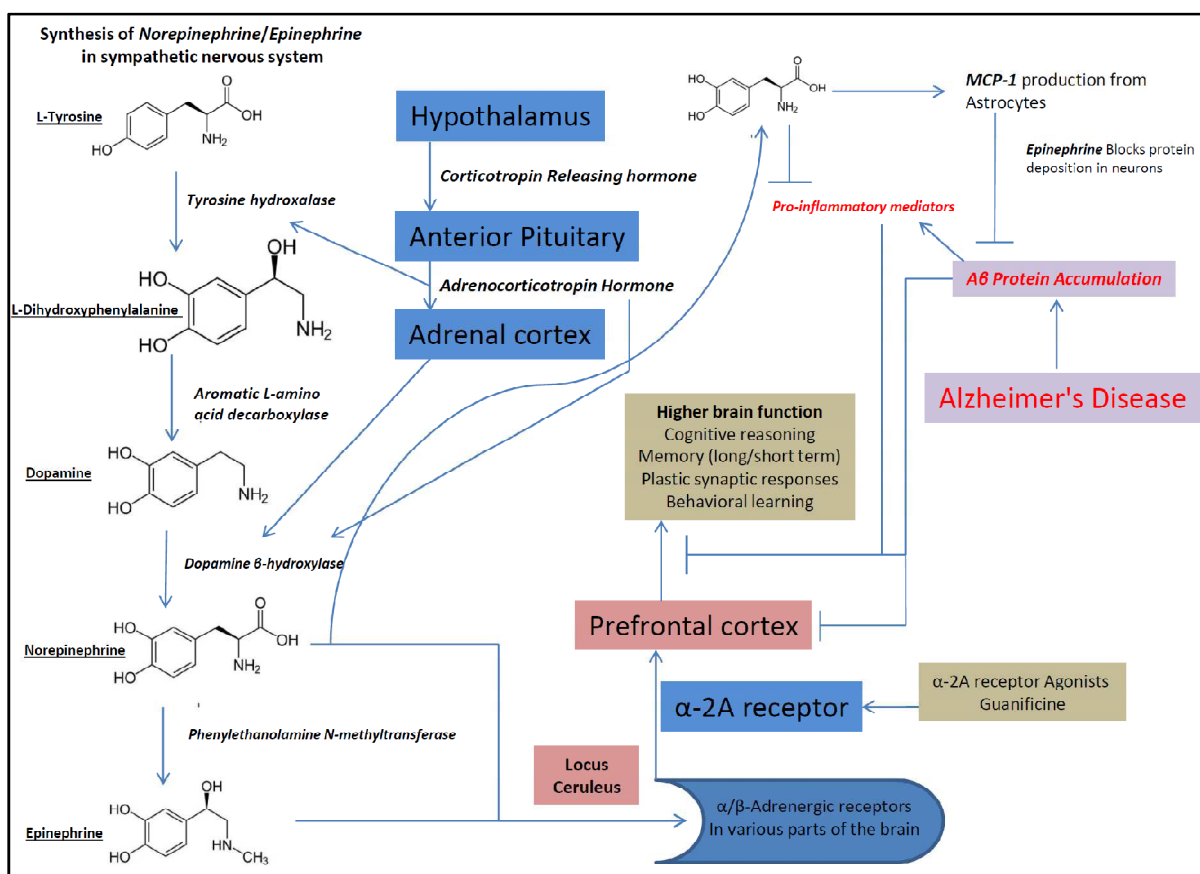 Synthesis of Norepinephrine/Epinephrine
in sympathetic nervous system
L-Tyrosine
HO
O
OH
NH2
Tyrosine hydroxalase
L-Dihydroxyphenylalanine
HO
HO
OH
NH2
Aromatic L-amino
acid decarboxylase
Dopamine
HO
HO
NH2
Dopamine β-hydroxylase
Norepinephrine
HO
HO
O
OH
NH2
Phenylethanolamine N-methyltransferase
Epinephrine
HO
HO
OH
HN
CH3
Hypothalamus
Corticotropin Releasing hormone
Anterior Pituitary
Adrenocorticotropin Hormone
Adrenal cortex
HO
HO
O
OH
NH2
MCP-1 production from
Astrocytes
Epinephrine Blocks protein
deposition in neurons
Pro-inflammatory mediators
Aβ Protein Accumulation
Alzheimer's Disease
Higher brain function
Cognitive reasoning
Memory (long/short term)
Plastic synaptic responses
Behavioral learning
Prefrontal cortex
α-2A receptor
α-2A receptor Agonists
Guanificine
Locus
Ceruleus
α/β-Adrenergic receptors
In various parts of the brain